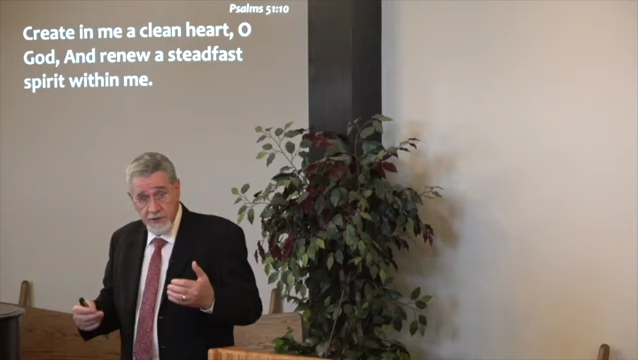 Psalms 51:10
Create in me a clean heart, O
God, And renew a steadfast
spirit within me.